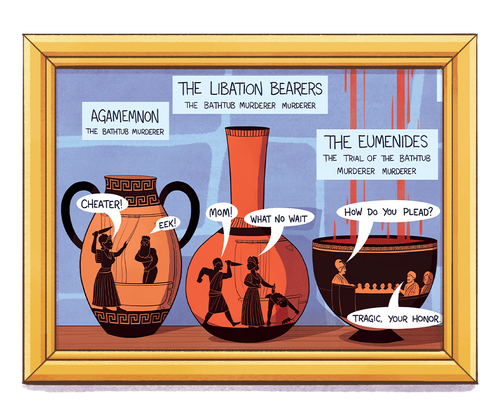 AGAMEMNON
THE BATHTUB MURDERER
CHEATER!
EEK!
THE LIBATION BEARERS
THE BATHTUB MURDERER MURDERER
MOM!
WHAT NO WAIT
THE EUMENIDES
THE TRIAL OF THE BATHTUB
MURDERER MURDERER
HOW DO YOU PLEAD?
TRAGIC, YOUR HONOR.